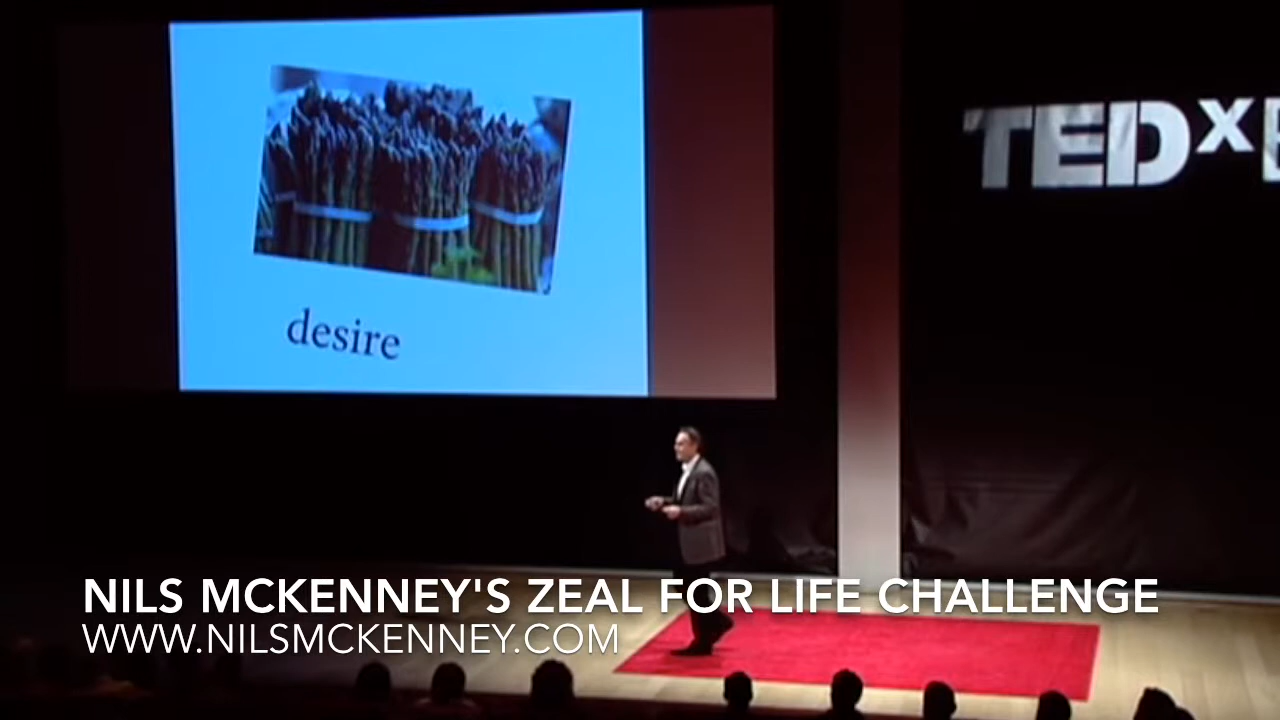 TEDx
desire
NILS MCKENNEY'S ZEAL FOR LIFE CHALLENGE
WWW.NILSMCKENNEY.COM